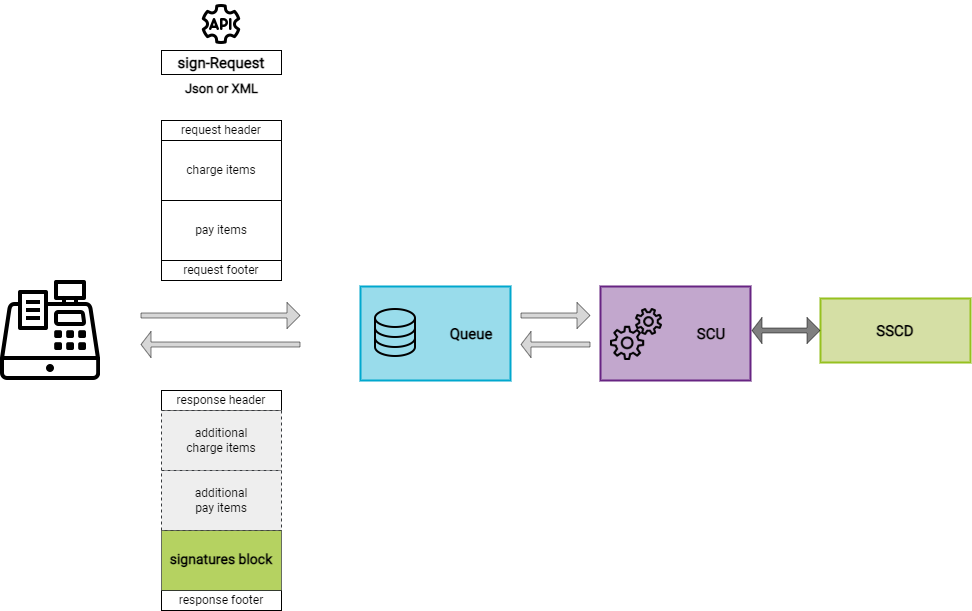 API
sign-Request
Json or XML
request header
charge items
pay items
request footer
Queue
SCU
SSCD
response header
additional
charge items
additional
pay items
signatures block
response footer